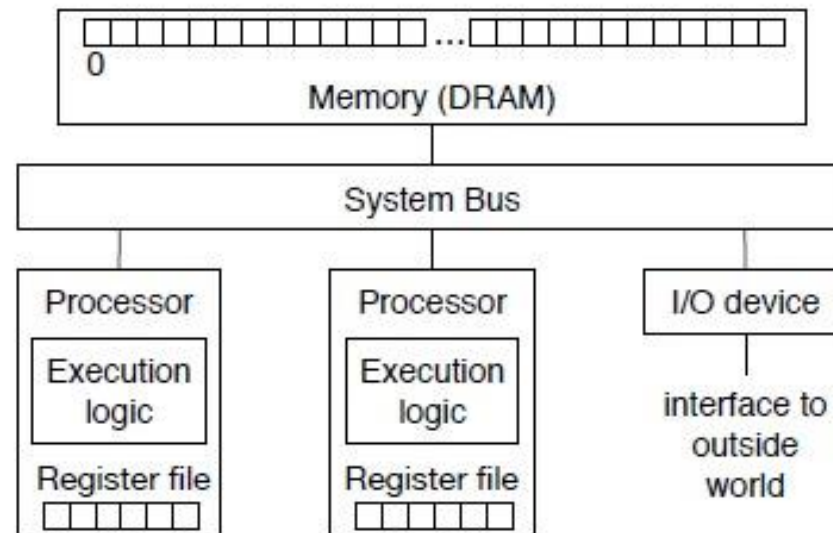 ...
0
Memory (DRAM)
System Bus
Processor
Execution
logic
Register file
Processor
Execution
logic
Register file
I/O device
interface to
outside
world